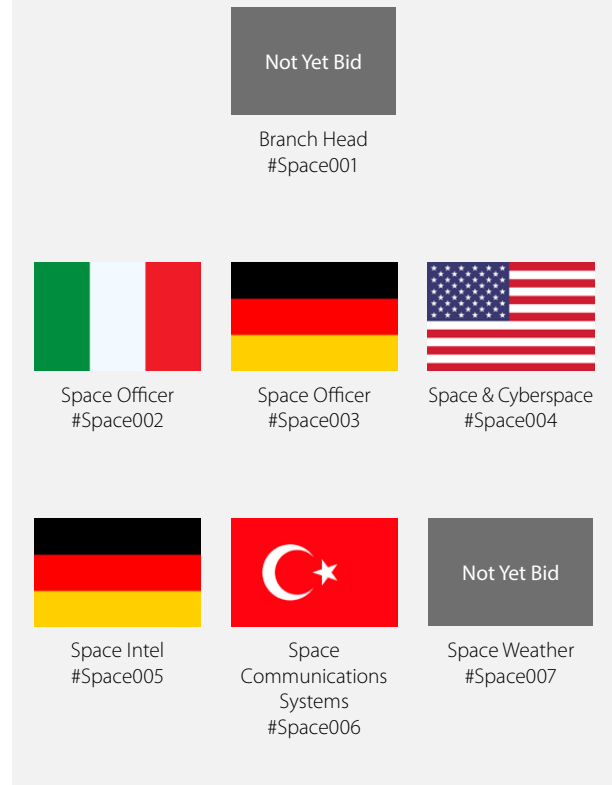 Not Yet Bid
Branch Head
#Space001
Space Officer
#Space002
Space Officer
#Space003
Space & Cyberspace
#Space004
Space Intel
#Space005
Space
Communications
Systems
#Space006
Not Yet Bid
Space Weather
#Space007